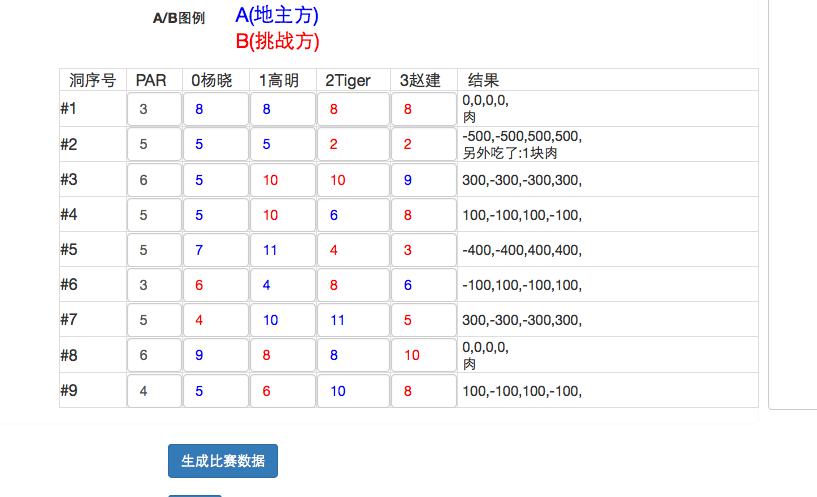 A/B图例 A(地主方)
B(挑战方)
洞序号 PAR 0杨晓 1高明 2Tiger 3赵建 结果
#1 3 8 8 8 8 0,0,0,0,
肉
#2 5 5 5 2 2 -500,-500,500,500,
另外吃了:1块肉
#3 6 5 10 10 9 300,-300,-300,300,
#4 5 5 10 6 8 100,-100,100,-100,
#5 5 7 11 4 3 -400,-400,400,400,
#6 3 6 4 8 6 -100,100,-100,100,
#7 5 4 10 11 5 300,-300,-300,300,
#8 6 9 8 8 10 0,0,0,0,
肉
#9 4 5 6 10 8 100,-100,100,-100,
生成比赛数据